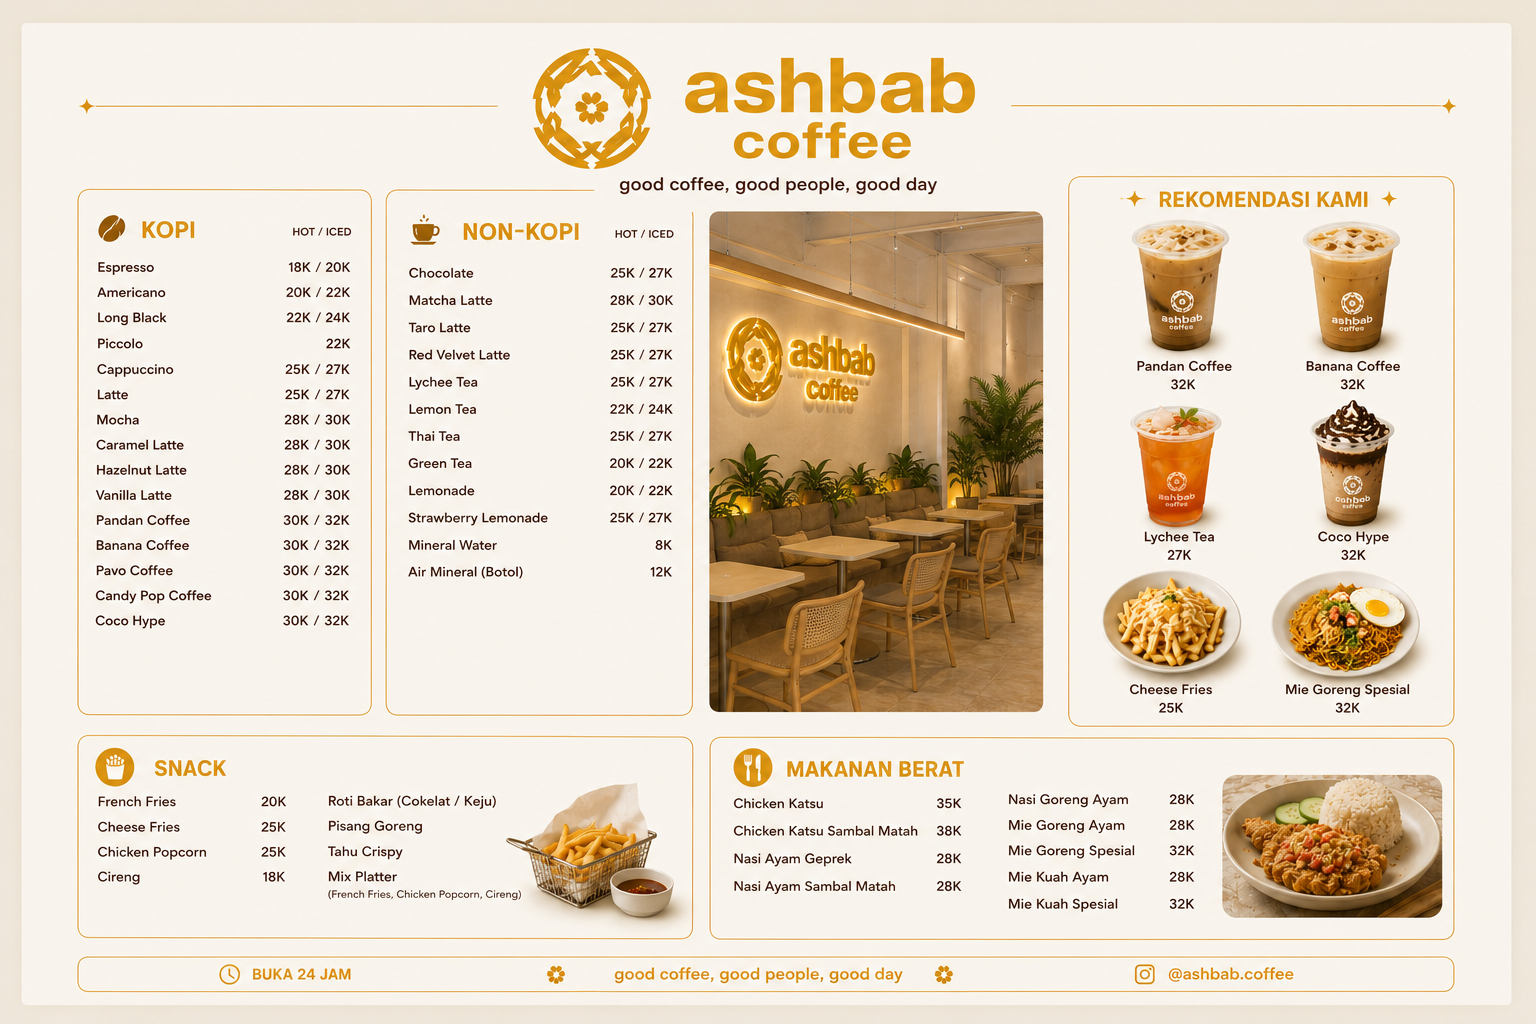 ashbab
coffee
good coffee, good people, good day
KOPI HOT / ICED
Espresso 18K / 20K
Americano 20K / 22K
Long Black 22K / 24K
Piccolo 22K
Cappuccino 25K / 27K
Latte 25K / 27K
Mocha 28K / 30K
Caramel Latte 28K / 30K
Hazelnut Latte 28K / 30K
Vanilla Latte 28K / 30K
Pandan Coffee 30K / 32K
Banana Coffee 30K / 32K
Pavo Coffee 30K / 32K
Candy Pop Coffee 30K / 32K
Coco Hype 30K / 32K
NON-KOPI HOT / ICED
Chocolate 25K / 27K
Matcha Latte 28K / 30K
Taro Latte 25K / 27K
Red Velvet Latte 25K / 27K
Lychee Tea 25K / 27K
Lemon Tea 22K / 24K
Thai Tea 25K / 27K
Green Tea 20K / 22K
Lemonade 20K / 22K
Strawberry Lemonade 25K / 27K
Mineral Water 8K
Air Mineral (Botol) 12K
ashbab
coffee
REKOMENDASI KAMI
ashbab
coffee
ashbab
coffee
Pandan Coffee
32K
Banana Coffee
32K
ashbab
coffee
ashbab
coffee
Lychee Tea
27K
Coco Hype
32K
Cheese Fries
25K
Mie Goreng Spesial
32K
SNACK
French Fries 20K
Cheese Fries 25K
Chicken Popcorn 25K
Cireng 18K
Roti Bakar (Cokelat / Keju)
Pisang Goreng
Tahu Crispy
Mix Platter
(French Fries, Chicken Popcorn, Cireng)
MAKANAN BERAT
Chicken Katsu 35K
Chicken Katsu Sambal Matah 38K
Nasi Ayam Geprek 28K
Nasi Ayam Sambal Matah 28K
Nasi Goreng Ayam 28K
Mie Goreng Ayam 28K
Mie Goreng Spesial 32K
Mie Kuah Ayam 28K
Mie Kuah Spesial 32K
BUKA 24 JAM
good coffee, good people, good day
@ashbab.coffee